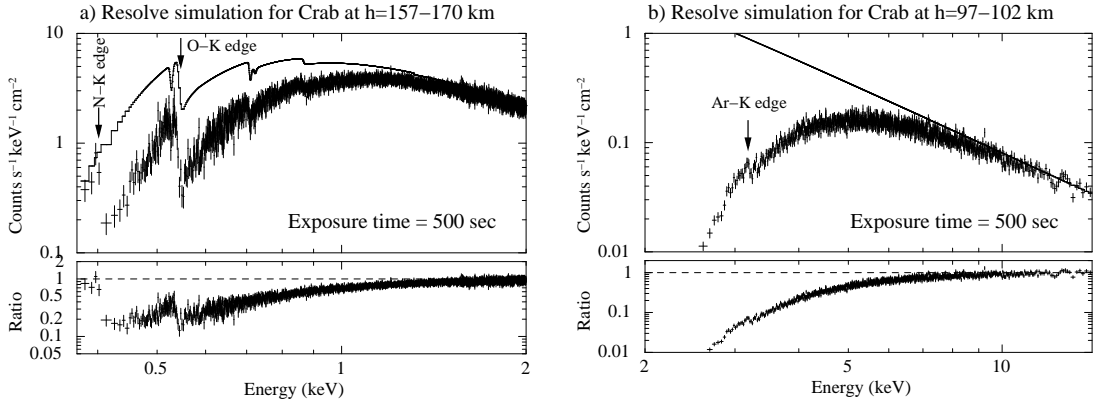 a) Resolve simulation for Crab at h=157−170 km
10
1
0.1
Counts s⁻¹ keV⁻¹ cm⁻²
N−K edge
O−K edge
Exposure time = 500 sec
2
1
0.5
0.2
0.1
0.05
Ratio
0.5
1
2
Energy (keV)
b) Resolve simulation for Crab at h=97−102 km
1
0.1
0.01
Counts s⁻¹ keV⁻¹ cm⁻²
Ar−K edge
Exposure time = 500 sec
1
0.1
0.01
Ratio
2
5
10
Energy (keV)